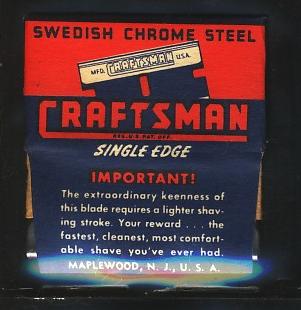 SWEDISH CHROME STEEL
MFD. CRAFTSMAN U.S.A.
CRAFTSMAN
REG. U.S. PAT. OFF.
SINGLE EDGE
IMPORTANT!
The extraordinary keenness of
this blade requires a lighter shav-
ing stroke. Your reward . . . the
fastest, cleanest, most comfort-
able shave you've ever had.
MAPLEWOOD, N. J., U. S. A.